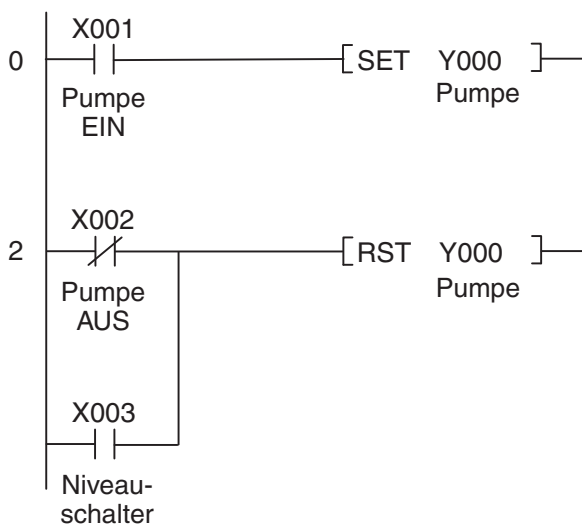 X001
0
SET Y000
Pumpe
EIN
Pumpe
X002
2
RST Y000
Pumpe
AUS
Pumpe
X003
Niveau-
schalter